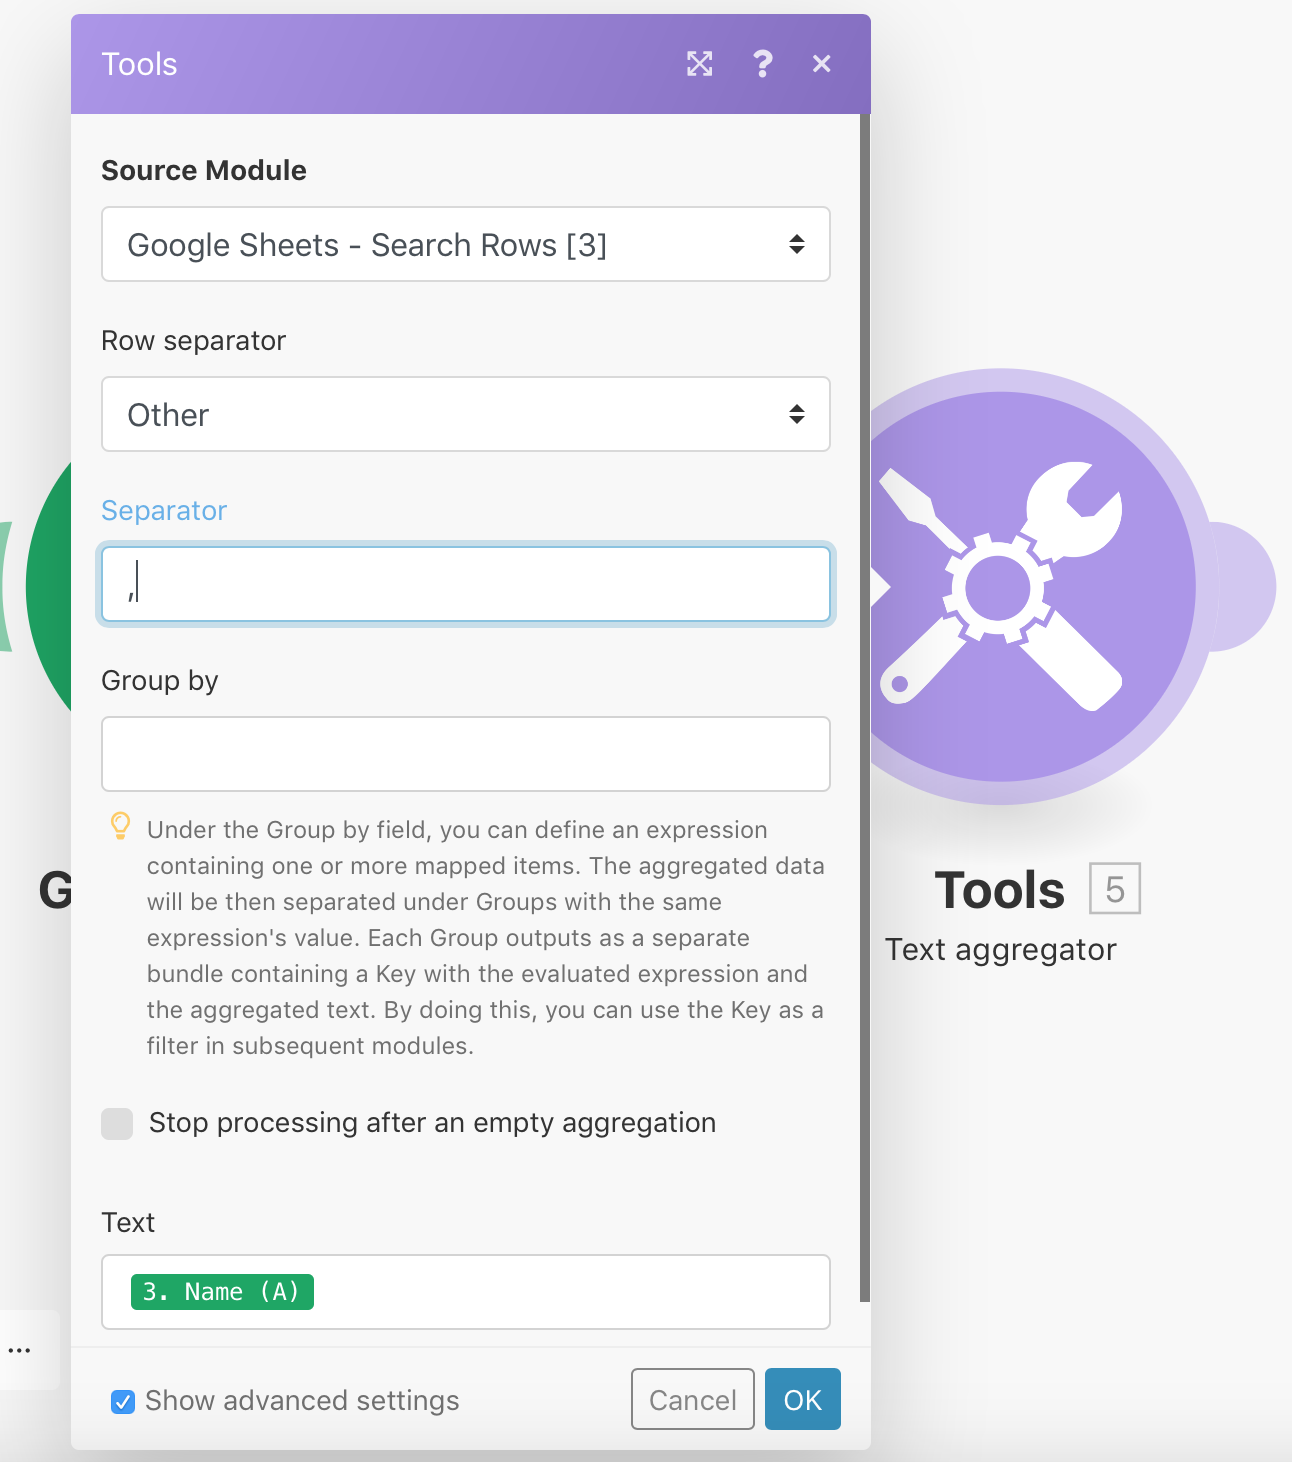 Tools
Source Module
Google Sheets - Search Rows [3]
Row separator
Other
Separator
,
Group by
Under the Group by field, you can define an expression
containing one or more mapped items. The aggregated data
will be then separated under Groups with the same
expression's value. Each Group outputs as a separate
bundle containing a Key with the evaluated expression and
the aggregated text. By doing this, you can use the Key as a
filter in subsequent modules.
Stop processing after an empty aggregation
Text
3. Name (A)
Show advanced settings
Cancel
OK
G
Tools 5
Text aggregator
...